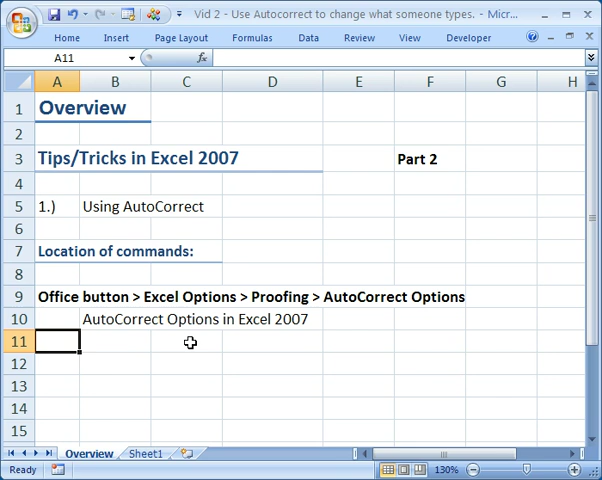 Vid 2 - Use Autocorrect to change what someone types. - Micr...
Home Insert Page Layout Formulas Data Review View Developer
A11 fx
A B C D E F G H
1 Overview
2
3 Tips/Tricks in Excel 2007 Part 2
4
5 1.) Using AutoCorrect
6
7 Location of commands:
8
9 Office button > Excel Options > Proofing > AutoCorrect Options
10 AutoCorrect Options in Excel 2007
11
12
13
14
15
Overview Sheet1
Ready 130%